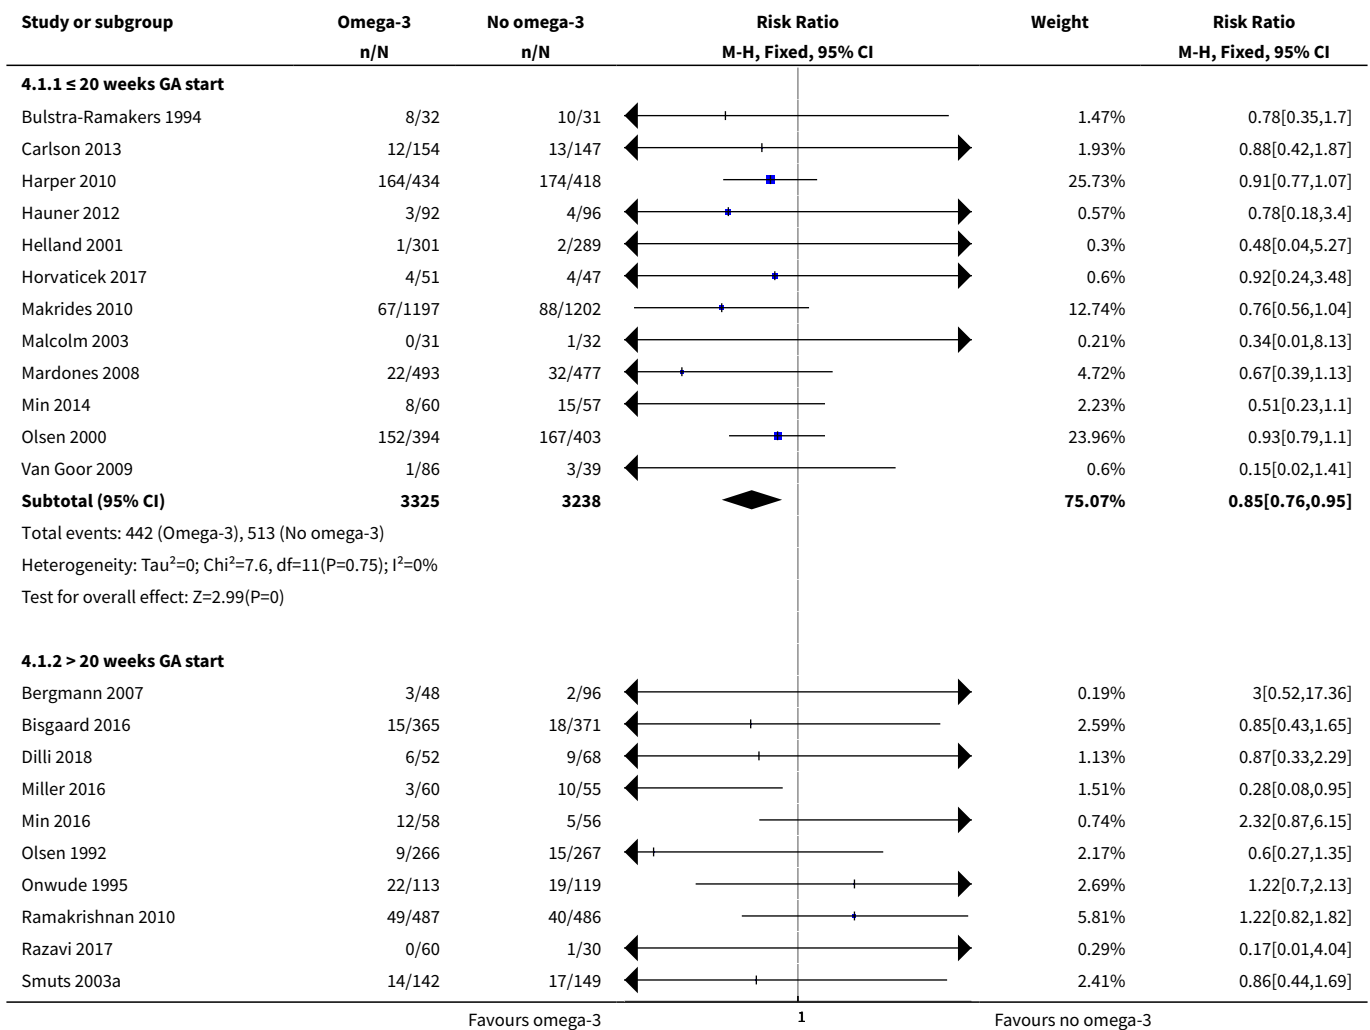 Study or subgroup Omega-3 No omega-3 Risk Ratio Weight Risk Ratio
n/N n/N M-H, Fixed, 95% CI M-H, Fixed, 95% CI
4.1.1 ≤ 20 weeks GA start
Bulstra-Ramakers 1994 8/32 10/31 1.47% 0.78[0.35,1.7]
Carlson 2013 12/154 13/147 1.93% 0.88[0.42,1.87]
Harper 2010 164/434 174/418 25.73% 0.91[0.77,1.07]
Hauner 2012 3/92 4/96 0.57% 0.78[0.18,3.4]
Helland 2001 1/301 2/289 0.3% 0.48[0.04,5.27]
Horvaticek 2017 4/51 4/47 0.6% 0.92[0.24,3.48]
Makrides 2010 67/1197 88/1202 12.74% 0.76[0.56,1.04]
Malcolm 2003 0/31 1/32 0.21% 0.34[0.01,8.13]
Mardones 2008 22/493 32/477 4.72% 0.67[0.39,1.13]
Min 2014 8/60 15/57 2.23% 0.51[0.23,1.1]
Olsen 2000 152/394 167/403 23.96% 0.93[0.79,1.1]
Van Goor 2009 1/86 3/39 0.6% 0.15[0.02,1.41]
Subtotal (95% CI) 3325 3238 75.07% 0.85[0.76,0.95]
Total events: 442 (Omega-3), 513 (No omega-3)
Heterogeneity: Tau²=0; Chi²=7.6, df=11(P=0.75); I²=0%
Test for overall effect: Z=2.99(P=0)
4.1.2 > 20 weeks GA start
Bergmann 2007 3/48 2/96 0.19% 3[0.52,17.36]
Bisgaard 2016 15/365 18/371 2.59% 0.85[0.43,1.65]
Dilli 2018 6/52 9/68 1.13% 0.87[0.33,2.29]
Miller 2016 3/60 10/55 1.51% 0.28[0.08,0.95]
Min 2016 12/58 5/56 0.74% 2.32[0.87,6.15]
Olsen 1992 9/266 15/267 2.17% 0.6[0.27,1.35]
Onwude 1995 22/113 19/119 2.69% 1.22[0.7,2.13]
Ramakrishnan 2010 49/487 40/486 5.81% 1.22[0.82,1.82]
Razavi 2017 0/60 1/30 0.29% 0.17[0.01,4.04]
Smuts 2003a 14/142 17/149 2.41% 0.86[0.44,1.69]
Favours omega-3 1 Favours no omega-3